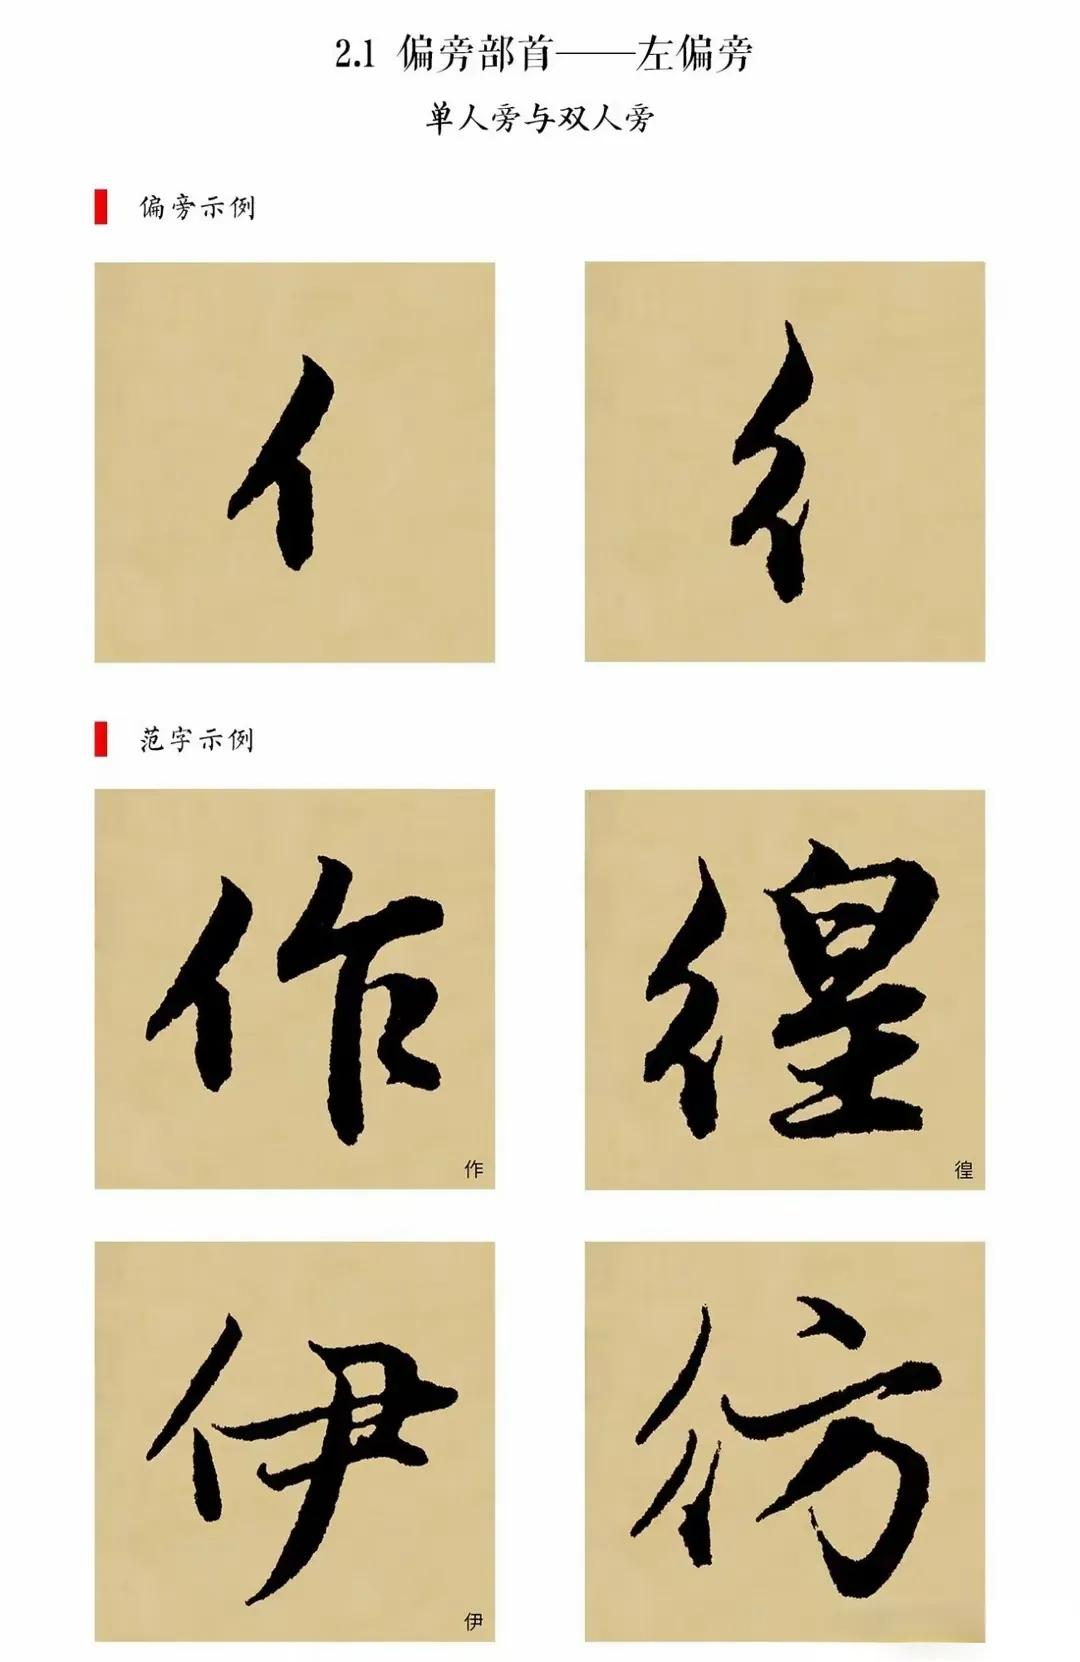 2.1 偏旁部首——左偏旁
单人旁与双人旁
偏旁示例
亻 彳
范字示例
作 徨
作 徨
伊 彷
伊